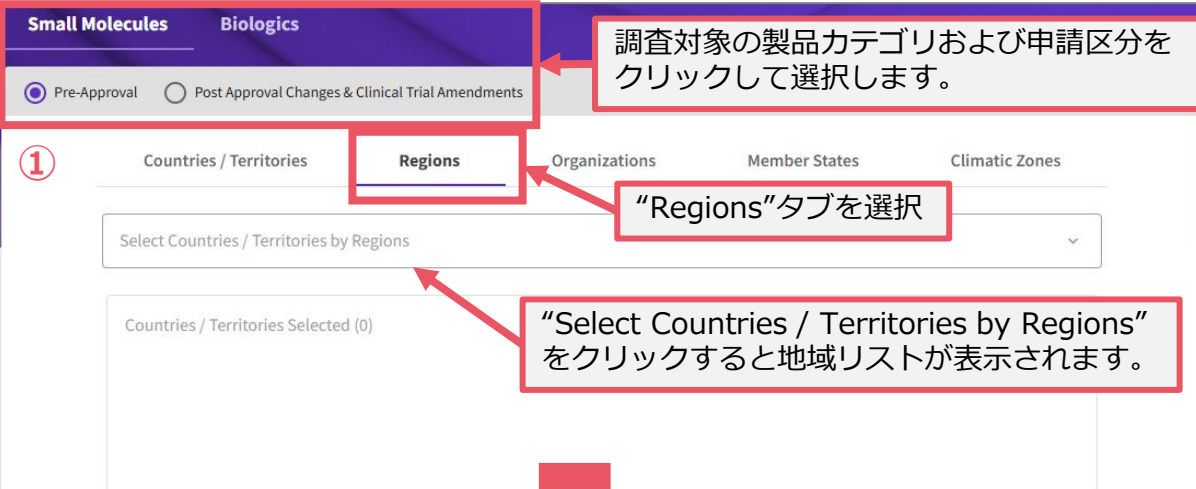 Small Molecules
Biologics
調査対象の製品カテゴリおよび申請区分を
クリックして選択します。
Pre-Approval
Post Approval Changes & Clinical Trial Amendments
①
Countries / Territories
Regions
Organizations
Member States
Climatic Zones
“Regions”タブを選択
Select Countries / Territories by Regions
Countries / Territories Selected (0)
“Select Countries / Territories by Regions”
をクリックすると地域リストが表示されます。